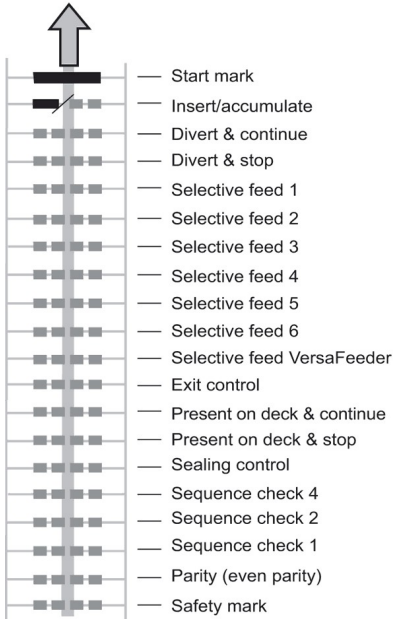 Start mark
Insert/accumulate
Divert & continue
Divert & stop
Selective feed 1
Selective feed 2
Selective feed 3
Selective feed 4
Selective feed 5
Selective feed 6
Selective feed VersaFeeder
Exit control
Present on deck & continue
Present on deck & stop
Sealing control
Sequence check 4
Sequence check 2
Sequence check 1
Parity (even parity)
Safety mark